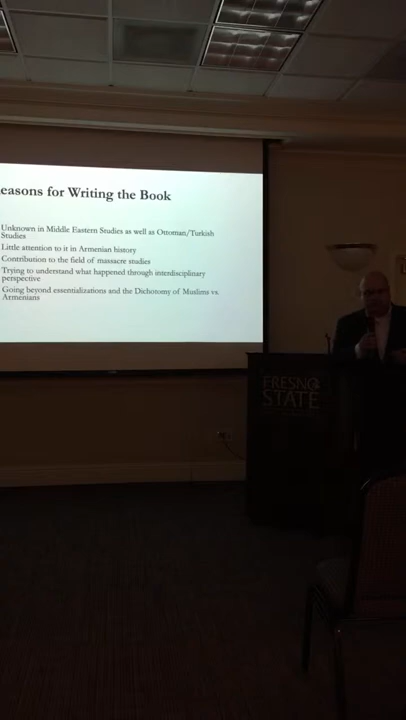 easons for Writing the Book
Unknown in Middle Eastern Studies as well as Ottoman/Turkish
Studies
Little attention to it in Armenian history
Contribution to the field of massacre studies
Trying to understand what happened through interdisciplinary
perspective
Going beyond essentializations and the Dichotomy of Muslims vs.
Armenians
FRESNO
STATE